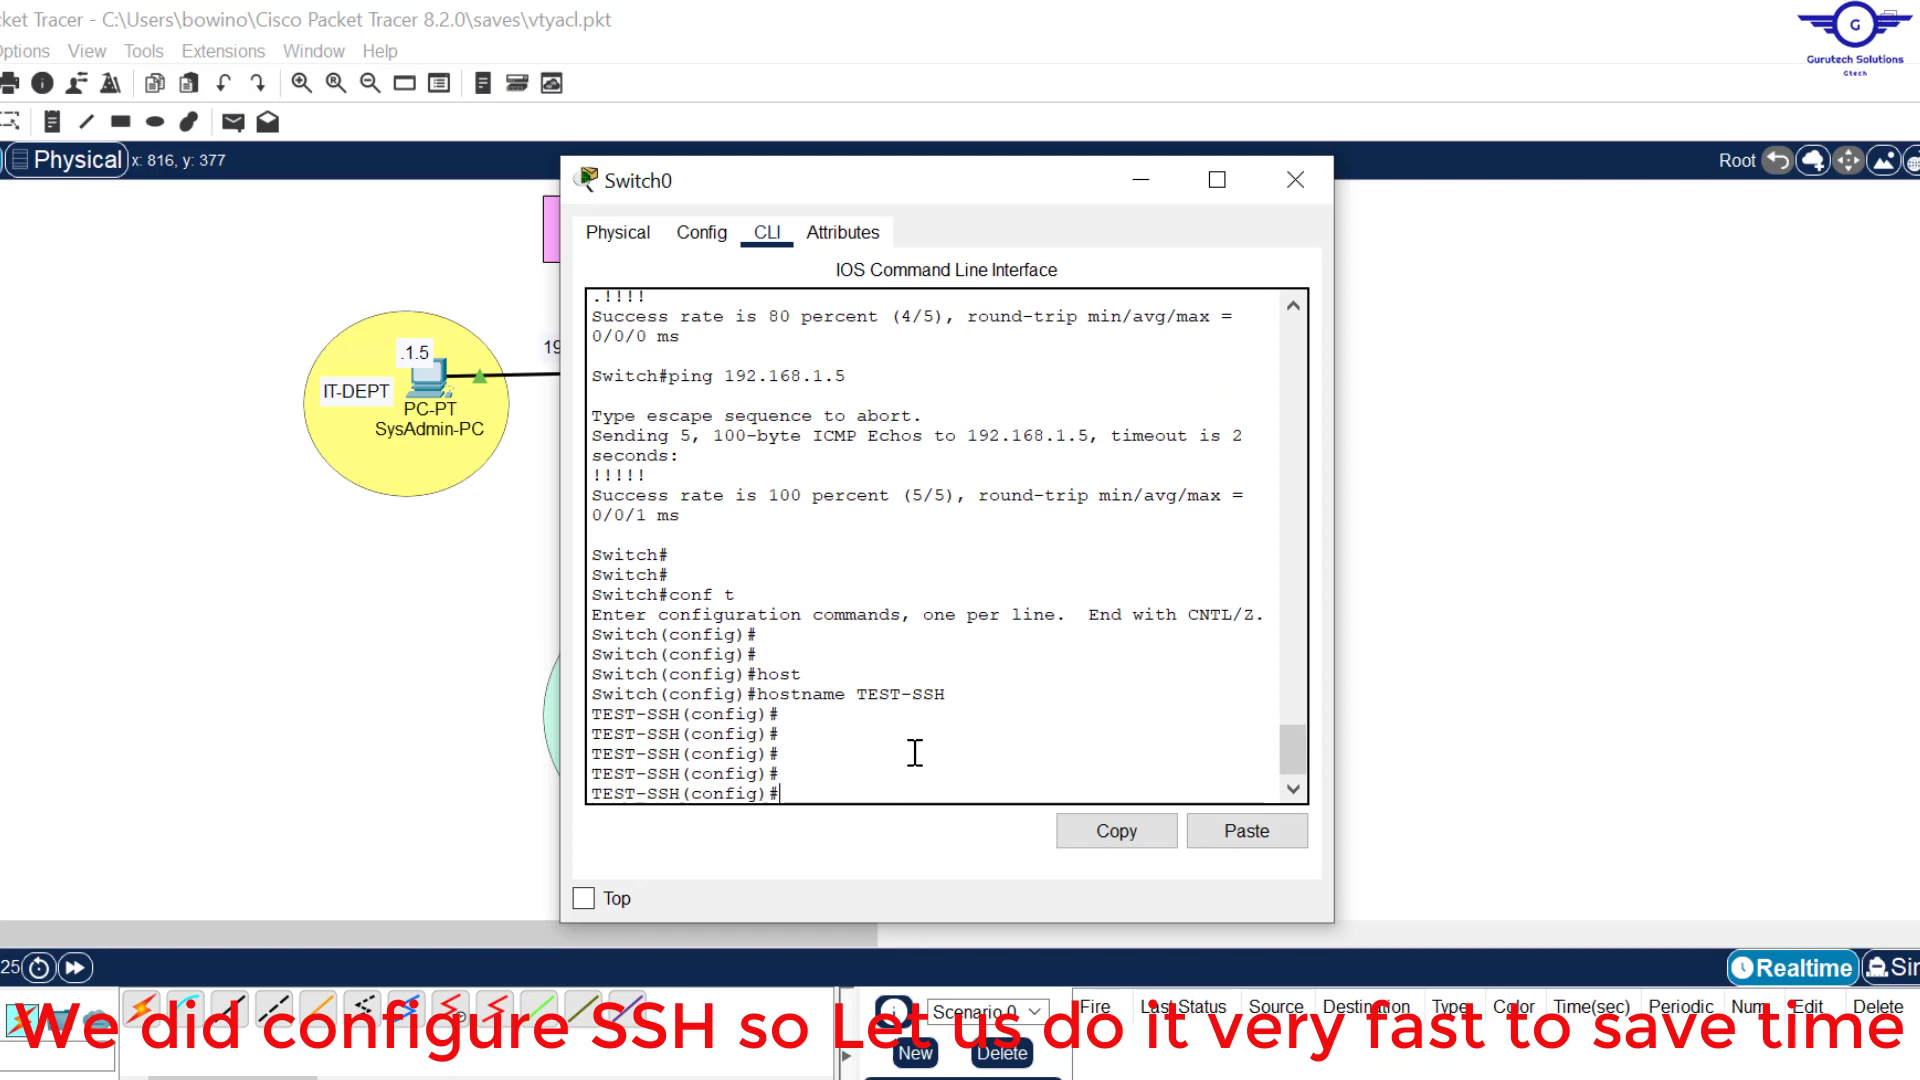 cket Tracer - C:\Users\bowino\Cisco Packet Tracer 8.2.0\saves\vtyacl.pkt
Options View Tools Extensions Window Help
G
Gurutech Solutions
Gtech
Physical x: 816, y: 377
Root
Switch0
Physical Config CLI Attributes
IOS Command Line Interface
.!!!!
Success rate is 80 percent (4/5), round-trip min/avg/max =
0/0/0 ms
Switch#ping 192.168.1.5
Type escape sequence to abort.
Sending 5, 100-byte ICMP Echos to 192.168.1.5, timeout is 2
seconds:
!!!!!
Success rate is 100 percent (5/5), round-trip min/avg/max =
0/0/1 ms
Switch#
Switch#
Switch#conf t
Enter configuration commands, one per line.  End with CNTL/Z.
Switch(config)#
Switch(config)#
Switch(config)#host
Switch(config)#hostname TEST-SSH
TEST-SSH(config)#
TEST-SSH(config)#
TEST-SSH(config)#
TEST-SSH(config)#
TEST-SSH(config)#
Copy Paste
Top
.1.5
19
IT-DEPT
PC-PT
SysAdmin-PC
25
Realtime
Sir
Scenario 0
Fire Last Status Source Destination Type Color Time(sec) Periodic Num Edit Delete
New Delete
We did configure SSH so Let us do it very fast to save time